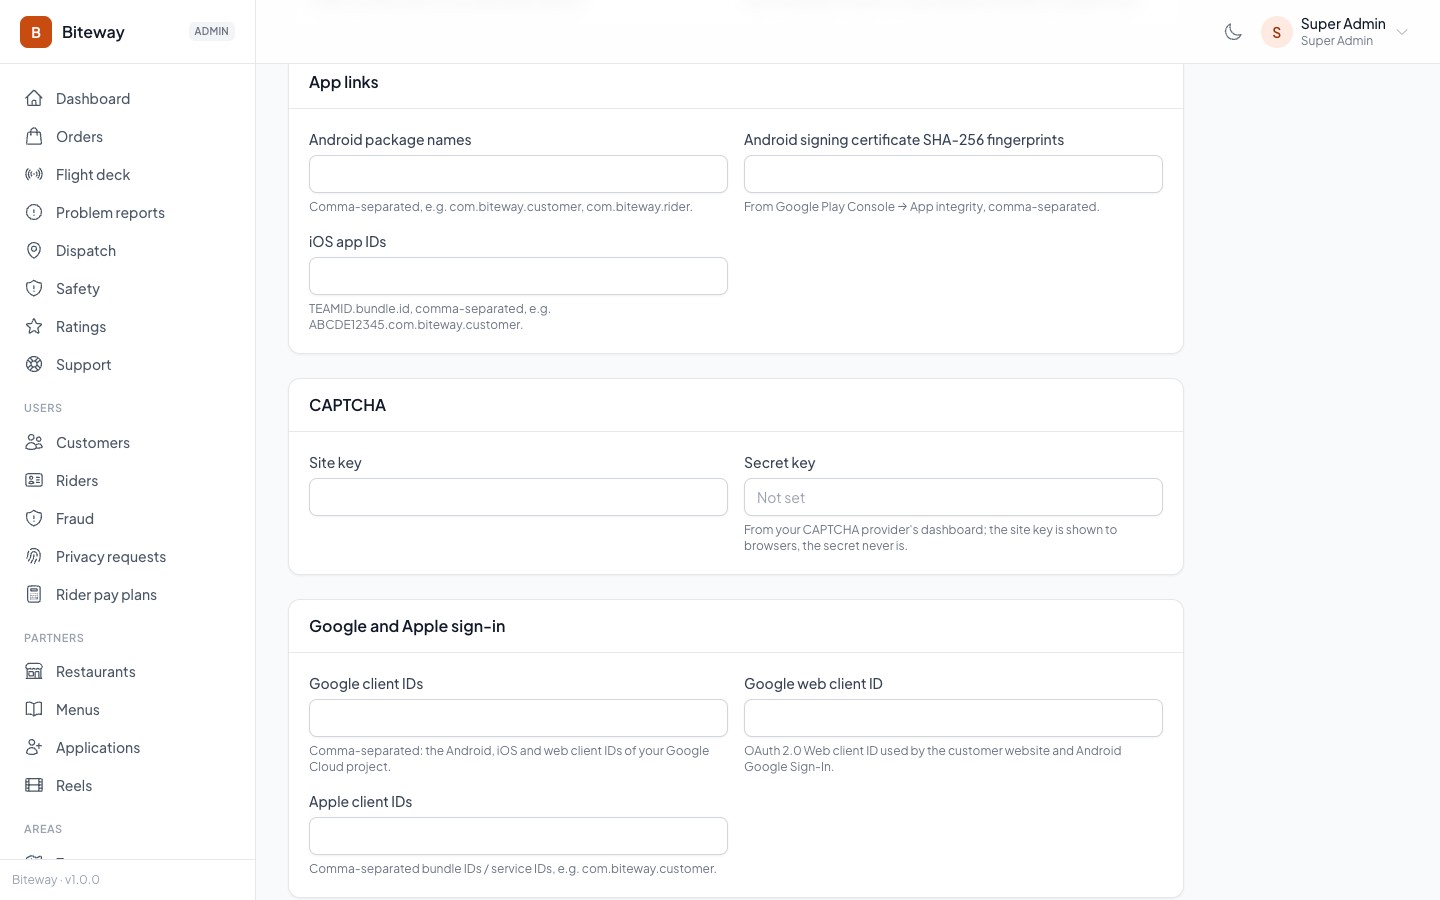 B
Biteway
ADMIN
S
Super Admin
Super Admin
Dashboard
Orders
Flight deck
Problem reports
Dispatch
Safety
Ratings
Support
USERS
Customers
Riders
Fraud
Privacy requests
Rider pay plans
PARTNERS
Restaurants
Menus
Applications
Reels
AREAS
Biteway · v1.0.0
App links
Android package names
Comma-separated, e.g. com.biteway.customer, com.biteway.rider.
Android signing certificate SHA-256 fingerprints
From Google Play Console → App integrity, comma-separated.
iOS app IDs
TEAMID.bundle.id, comma-separated, e.g.
ABCDE12345.com.biteway.customer.
CAPTCHA
Site key
Secret key
Not set
From your CAPTCHA provider's dashboard; the site key is shown to
browsers, the secret never is.
Google and Apple sign-in
Google client IDs
Comma-separated: the Android, iOS and web client IDs of your Google
Cloud project.
Google web client ID
OAuth 2.0 Web client ID used by the customer website and Android
Google Sign-In.
Apple client IDs
Comma-separated bundle IDs / service IDs, e.g. com.biteway.customer.